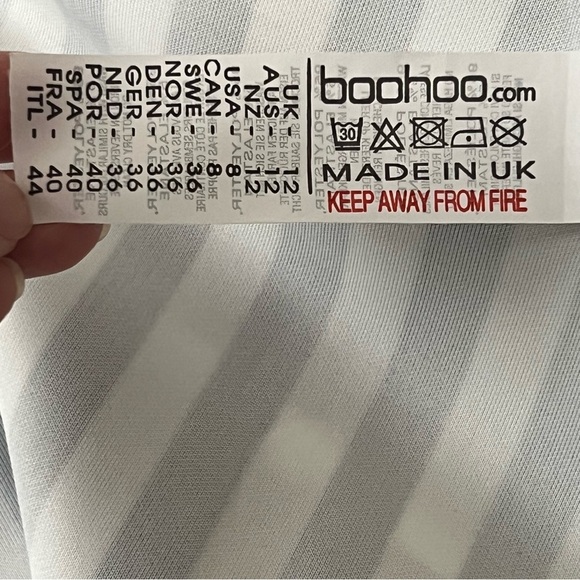 UK - 12
AUS - 12
NZ - 12
USA - 8
CAN - 8
SWE - 36
NOR - 36
DEN - 36
GER - 36
NLD - 36
POR - 40
SPA - 40
FRA - 40
ITL - 44
boohoo.com
30
MADE IN UK
KEEP AWAY FROM FIRE